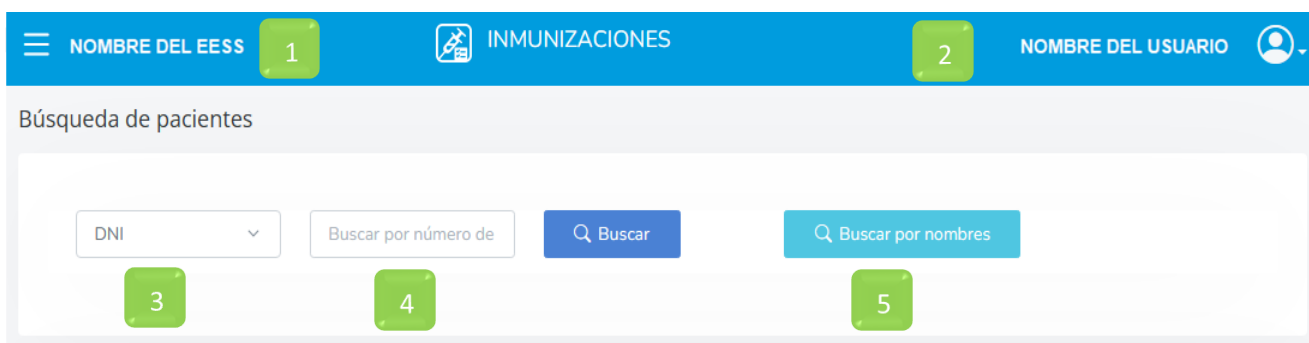 NOMBRE DEL EESS 1 INMUNIZACIONES 2 NOMBRE DEL USUARIO
Búsqueda de pacientes
DNI Buscar por número de Buscar Buscar por nombres
3 4 5